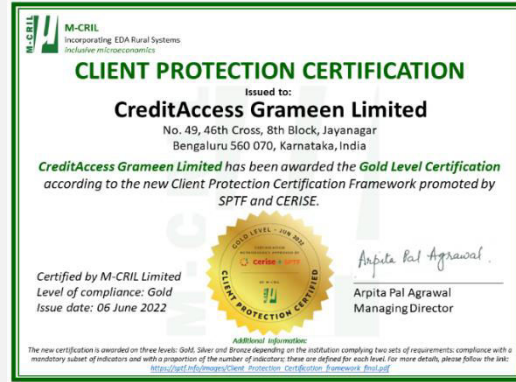 M-CRIL
M-CRIL
Incorporating EDA Rural Systems
inclusive microeconomics
CLIENT PROTECTION CERTIFICATION
Issued to:
CreditAccess Grameen Limited
No. 49, 46th Cross, 8th Block, Jayanagar
Bengaluru 560 070, Karnataka, India
CreditAccess Grameen Limited has been awarded the Gold Level Certification
according to the new Client Protection Certification Framework promoted by
SPTF and CERISE.
GOLD LEVEL - JUN 2022
cerise + SPTF
BY M-CRIL
CLIENT PROTECTION CERTIFIED
Certified by M-CRIL Limited
Level of compliance: Gold
Issue date: 06 June 2022
Arpita Pal Agrawal.
Arpita Pal Agrawal
Managing Director
Additional Information:
The new certification is awarded on three levels: Gold, Silver and Bronze depending on the institution complying two sets of requirements: compliance with a
mandatory subset of indicators and with a proportion of the number of indicators; these are defined for each level. For more details, please follow the link:
https://sptf.info/images/Client_Protection_Certification_framework_final.pdf